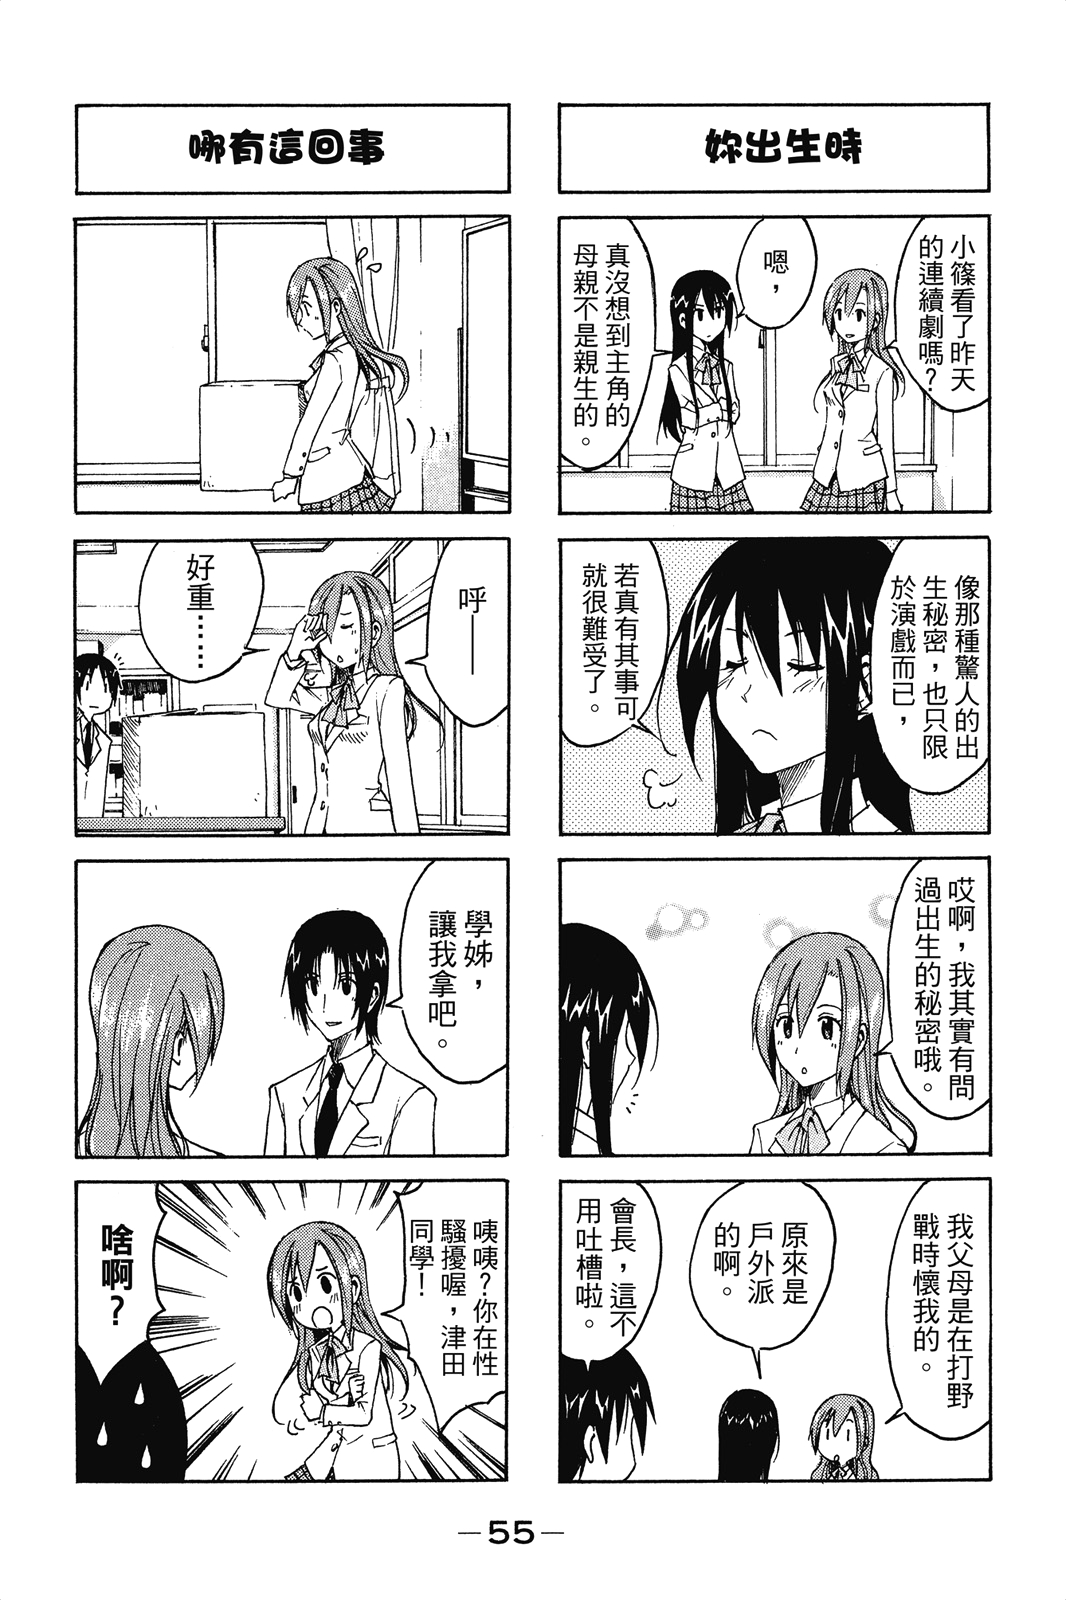 妳出生時
小篠看了昨天
的連續劇嗎?
嗯,
真沒想到主角的
母親不是親生的。
像那種驚人的出
生秘密,也只限
於演戲而已,
若真有其事可
就很難受了。
哎啊,我其實有問
過出生的秘密哦。
我父母是在打野
戰時懷我的。
原來是
戶外派
的啊。
會長,這不
用吐槽啦。
哪有這回事
呼——
好重……
學姊,
讓我拿吧。
咦咦?你在性
騷擾喔,津田
同學!
啥啊?
—55—